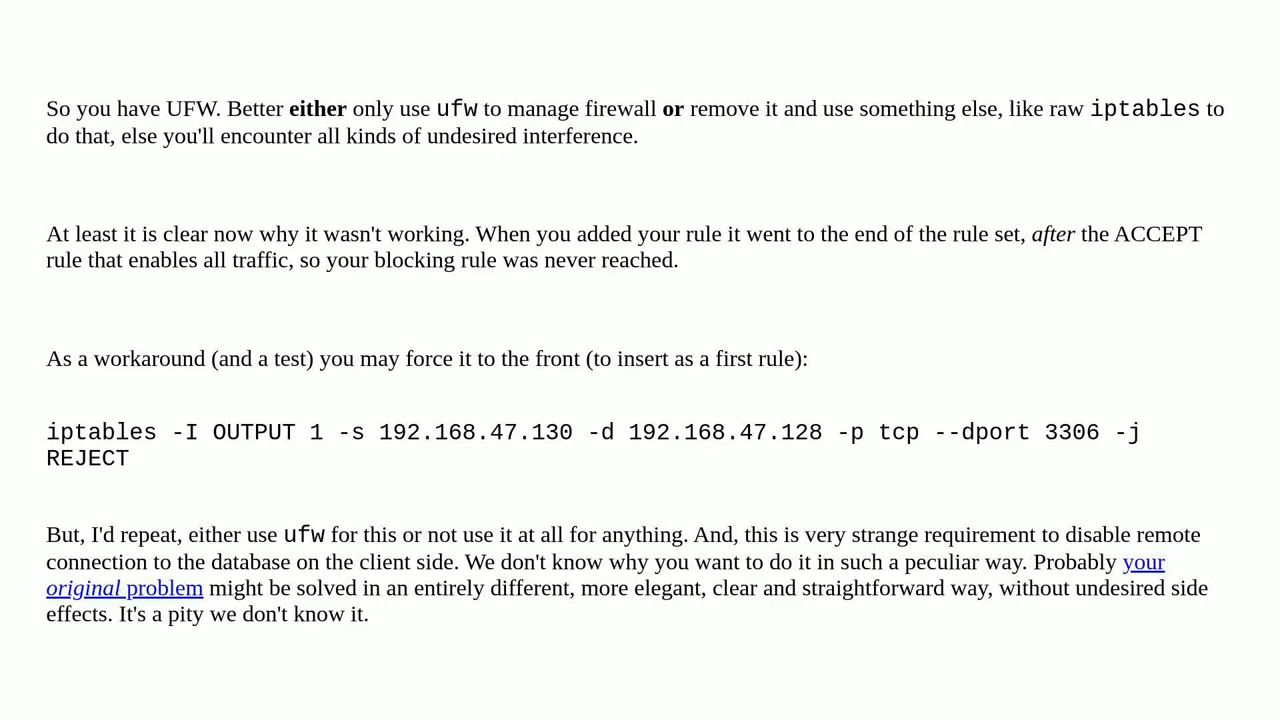 So you have UFW. Better either only use ufw to manage firewall or remove it and use something else, like raw iptables to
do that, else you'll encounter all kinds of undesired interference.
At least it is clear now why it wasn't working. When you added your rule it went to the end of the rule set, after the ACCEPT
rule that enables all traffic, so your blocking rule was never reached.
As a workaround (and a test) you may force it to the front (to insert as a first rule):
iptables -I OUTPUT 1 -s 192.168.47.130 -d 192.168.47.128 -p tcp --dport 3306 -j
REJECT
But, I'd repeat, either use ufw for this or not use it at all for anything. And, this is very strange requirement to disable remote
connection to the database on the client side. We don't know why you want to do it in such a peculiar way. Probably your
original problem might be solved in an entirely different, more elegant, clear and straightforward way, without undesired side
effects. It's a pity we don't know it.